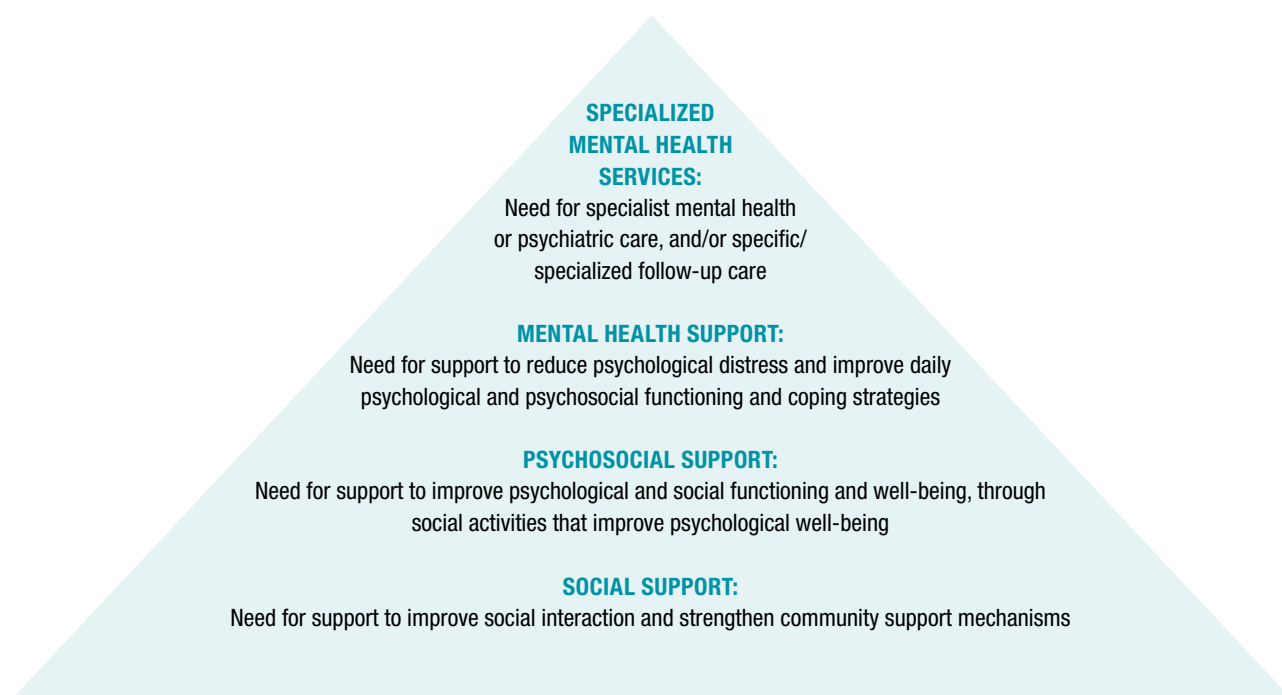 SPECIALIZED
MENTAL HEALTH
SERVICES:
Need for specialist mental health
or psychiatric care, and/or specific/
specialized follow-up care
MENTAL HEALTH SUPPORT:
Need for support to reduce psychological distress and improve daily
psychological and psychosocial functioning and coping strategies
PSYCHOSOCIAL SUPPORT:
Need for support to improve psychological and social functioning and well-being, through
social activities that improve psychological well-being
SOCIAL SUPPORT:
Need for support to improve social interaction and strengthen community support mechanisms